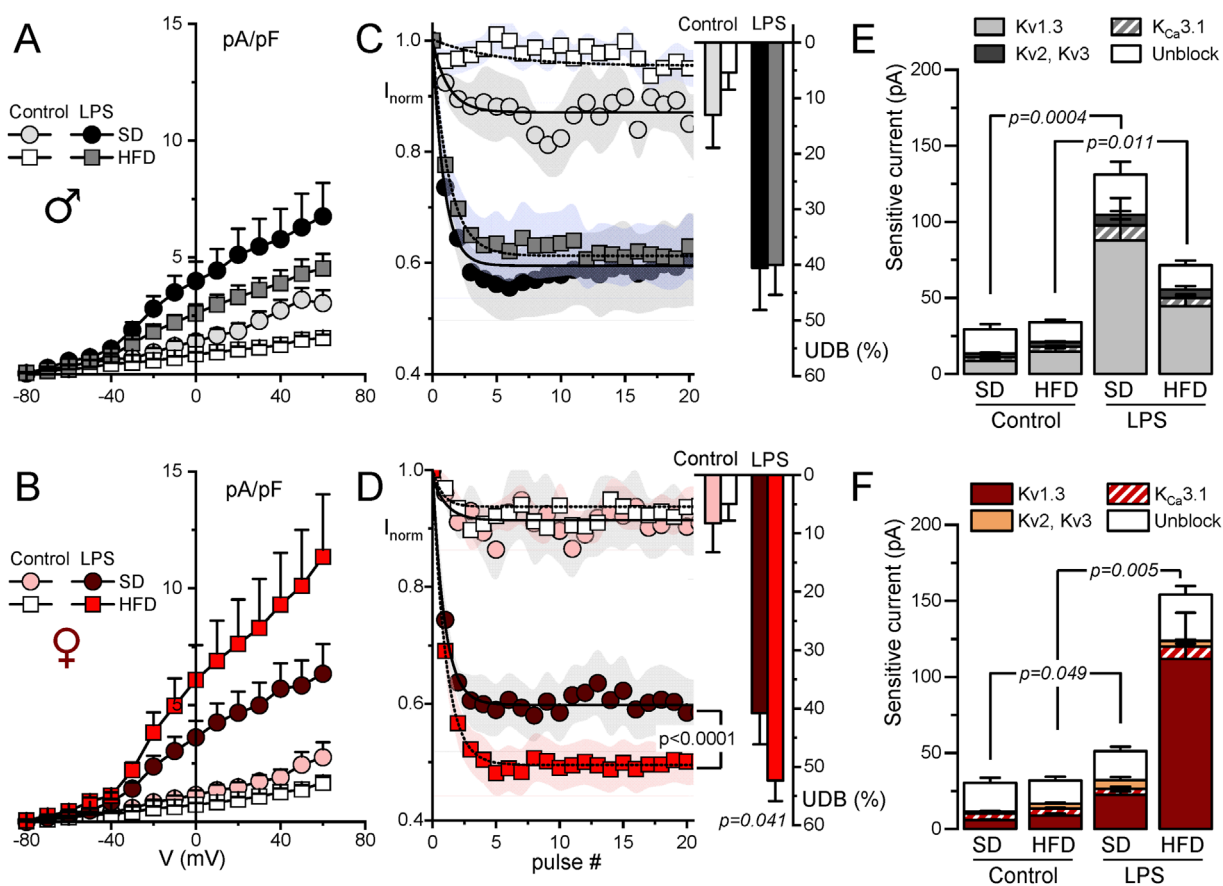 A
15
pA/pF
10
5
Control LPS
SD
HFD
♂
-80 -40 0 40 80
C
1.0
I norm
0.8
0.6
0.4
0 5 10 15 20
Control LPS
0
10
20
30
40
50
60
UDB (%)
E
Kv1.3
KCa3.1
Kv2, Kv3
Unblock
Sensitive current (pA)
200
150
100
50
0
p=0.0004
p=0.011
SD HFD SD HFD
Control LPS
B
15
pA/pF
10
5
Control LPS
SD
HFD
♀
-80 -40 0 40 80
V (mV)
D
1.0
I norm
0.8
0.6
0.4
0 5 10 15 20
pulse #
p<0.0001
Control LPS
0
10
20
30
40
50
60
UDB (%)
p=0.041
F
Kv1.3
KCa3.1
Kv2, Kv3
Unblock
Sensitive current (pA)
200
150
100
50
0
p=0.005
p=0.049
SD HFD SD HFD
Control LPS